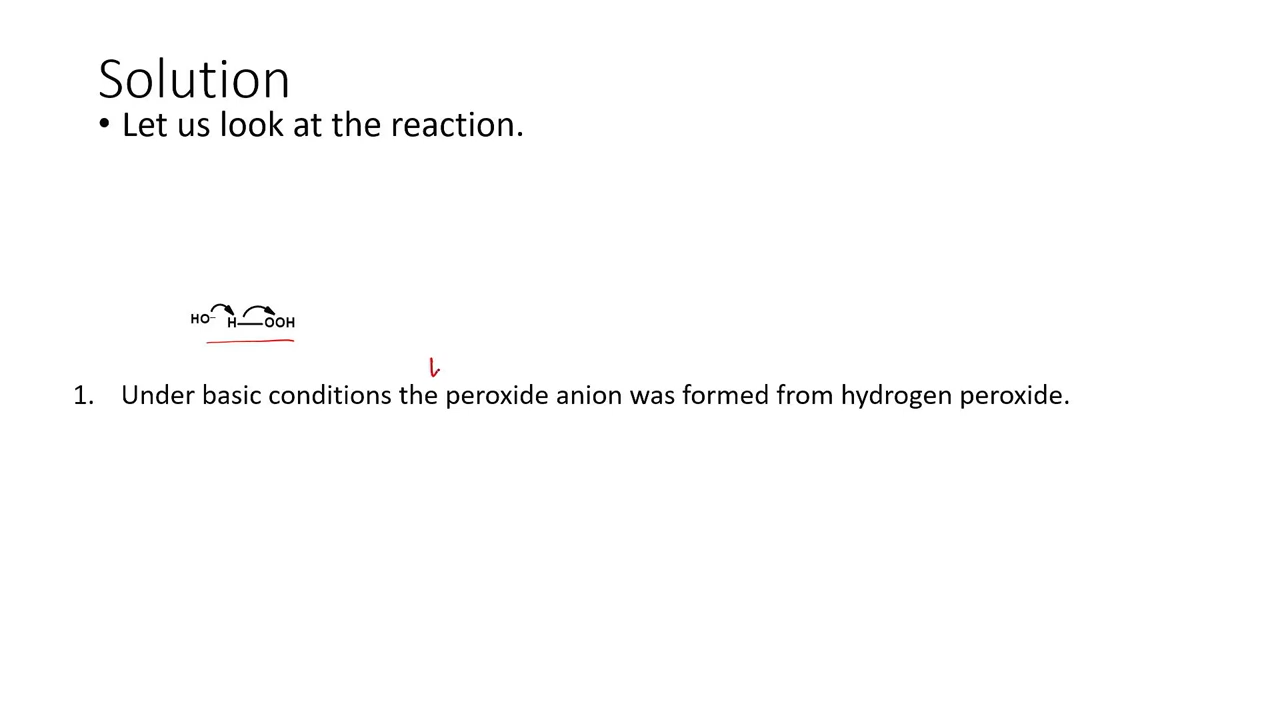 Solution
• Let us look at the reaction.
HO⁻ H—OOH
1. Under basic conditions the peroxide anion was formed from hydrogen peroxide.